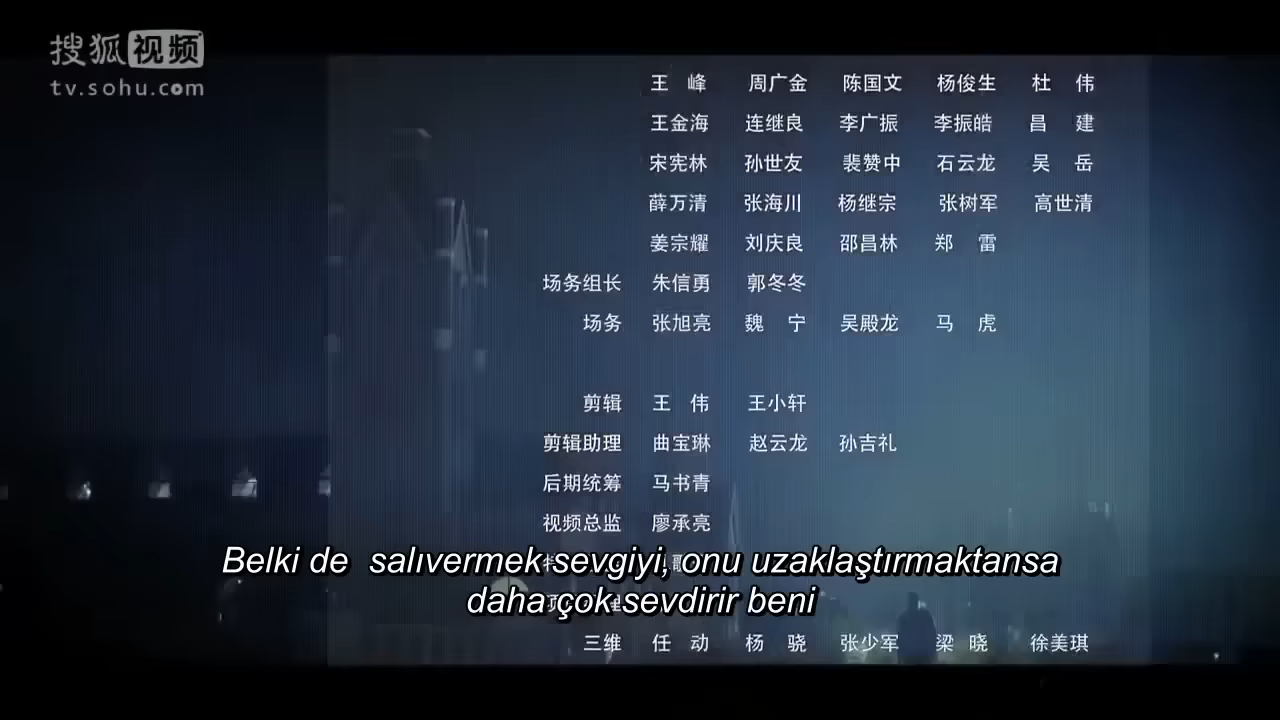 搜狐视频
tv.sohu.com
王 峰 周广金 陈国文 杨俊生 杜 伟
王金海 连继良 李广振 李振皓 昌 建
宋宪林 孙世友 裴赞中 石云龙 吴 岳
薛万清 张海川 杨继宗 张树军 高世清
姜宗耀 刘庆良 邵昌林 郑 雷
场务组长 朱信勇 郭冬冬
场务 张旭亮 魏 宁 吴殿龙 马 虎
剪辑 王 伟 王小轩
剪辑助理 曲宝琳 赵云龙 孙吉礼
后期统筹 马书青
视频总监 廖承亮
Belki de salıvermek sevgiyi, onu uzaklaştırmaktansa
daha çok sevdirir beni
三维 任 动 杨 骁 张少军 梁 晓 徐美琪